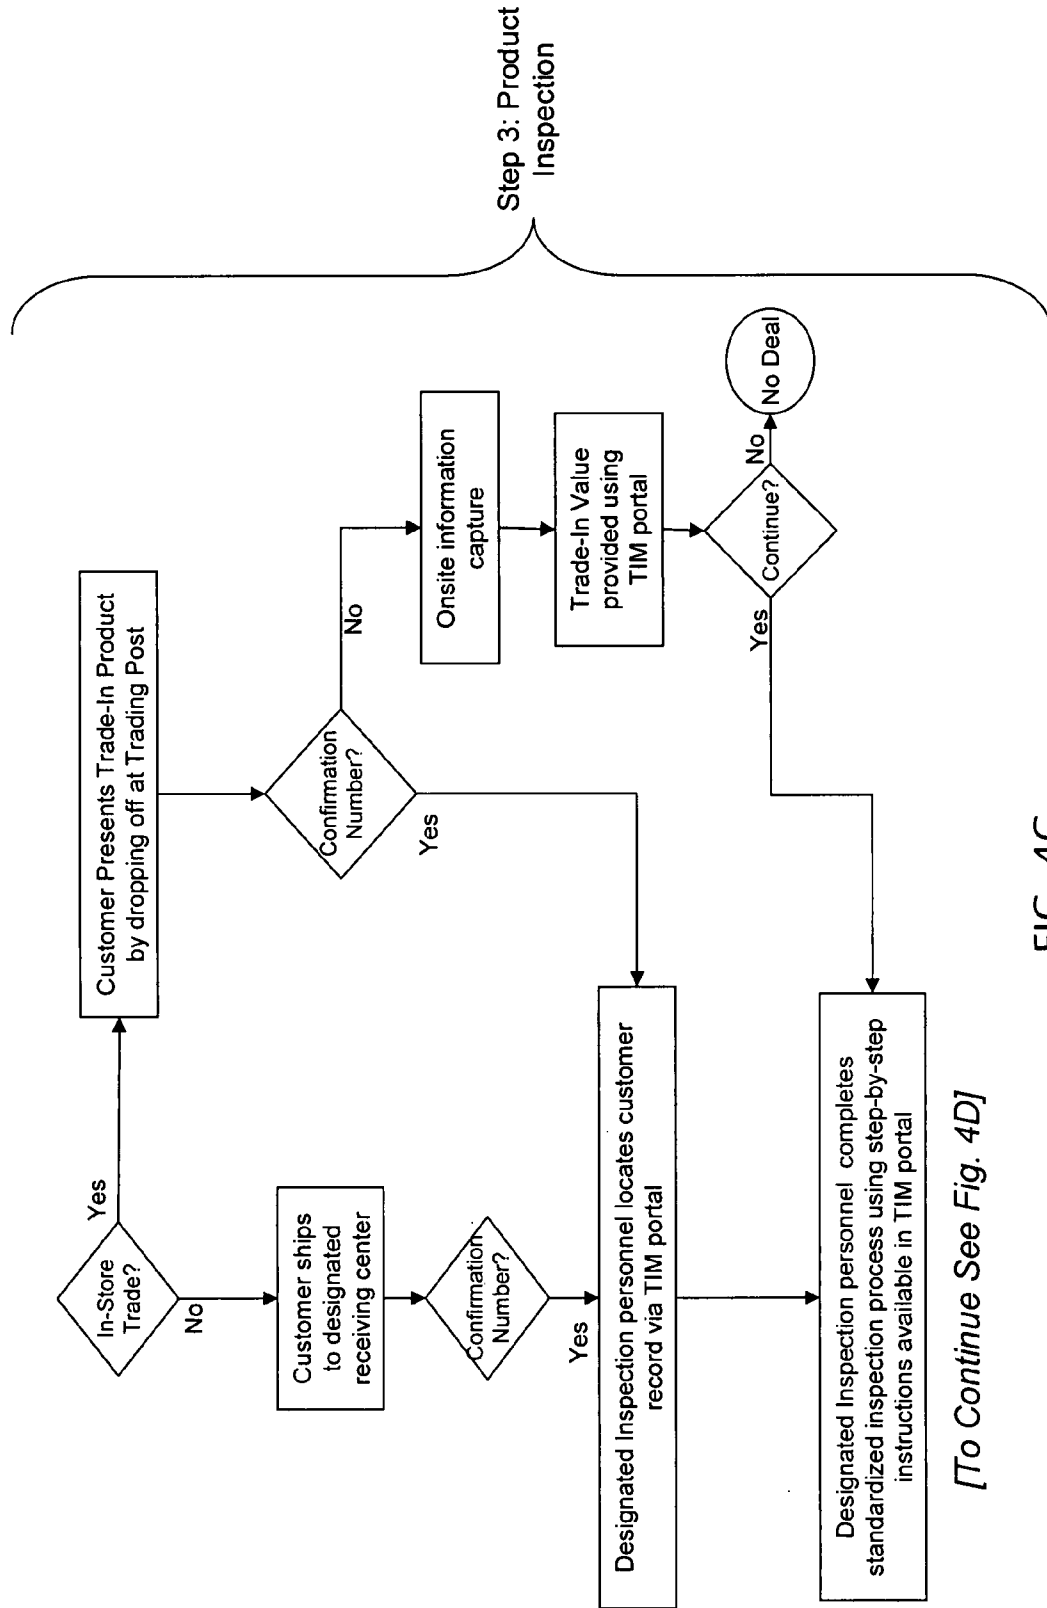 In-Store
Trade?
Yes
No
Customer Presents Trade-In Product
by dropping off at Trading Post
Customer ships
to designated
receiving center
Confirmation
Number?
Yes
Confirmation
Number?
No
Yes
Onsite information
capture
Trade-In Value
provided using
TIM portal
Continue?
No
No Deal
Yes
Designated Inspection personnel locates customer
record via TIM portal
Designated Inspection personnel completes
standardized inspection process using step-by-step
instructions available in TIM portal
Step 3: Product
Inspection
[To Continue See Fig. 4D]
FIG. 4C